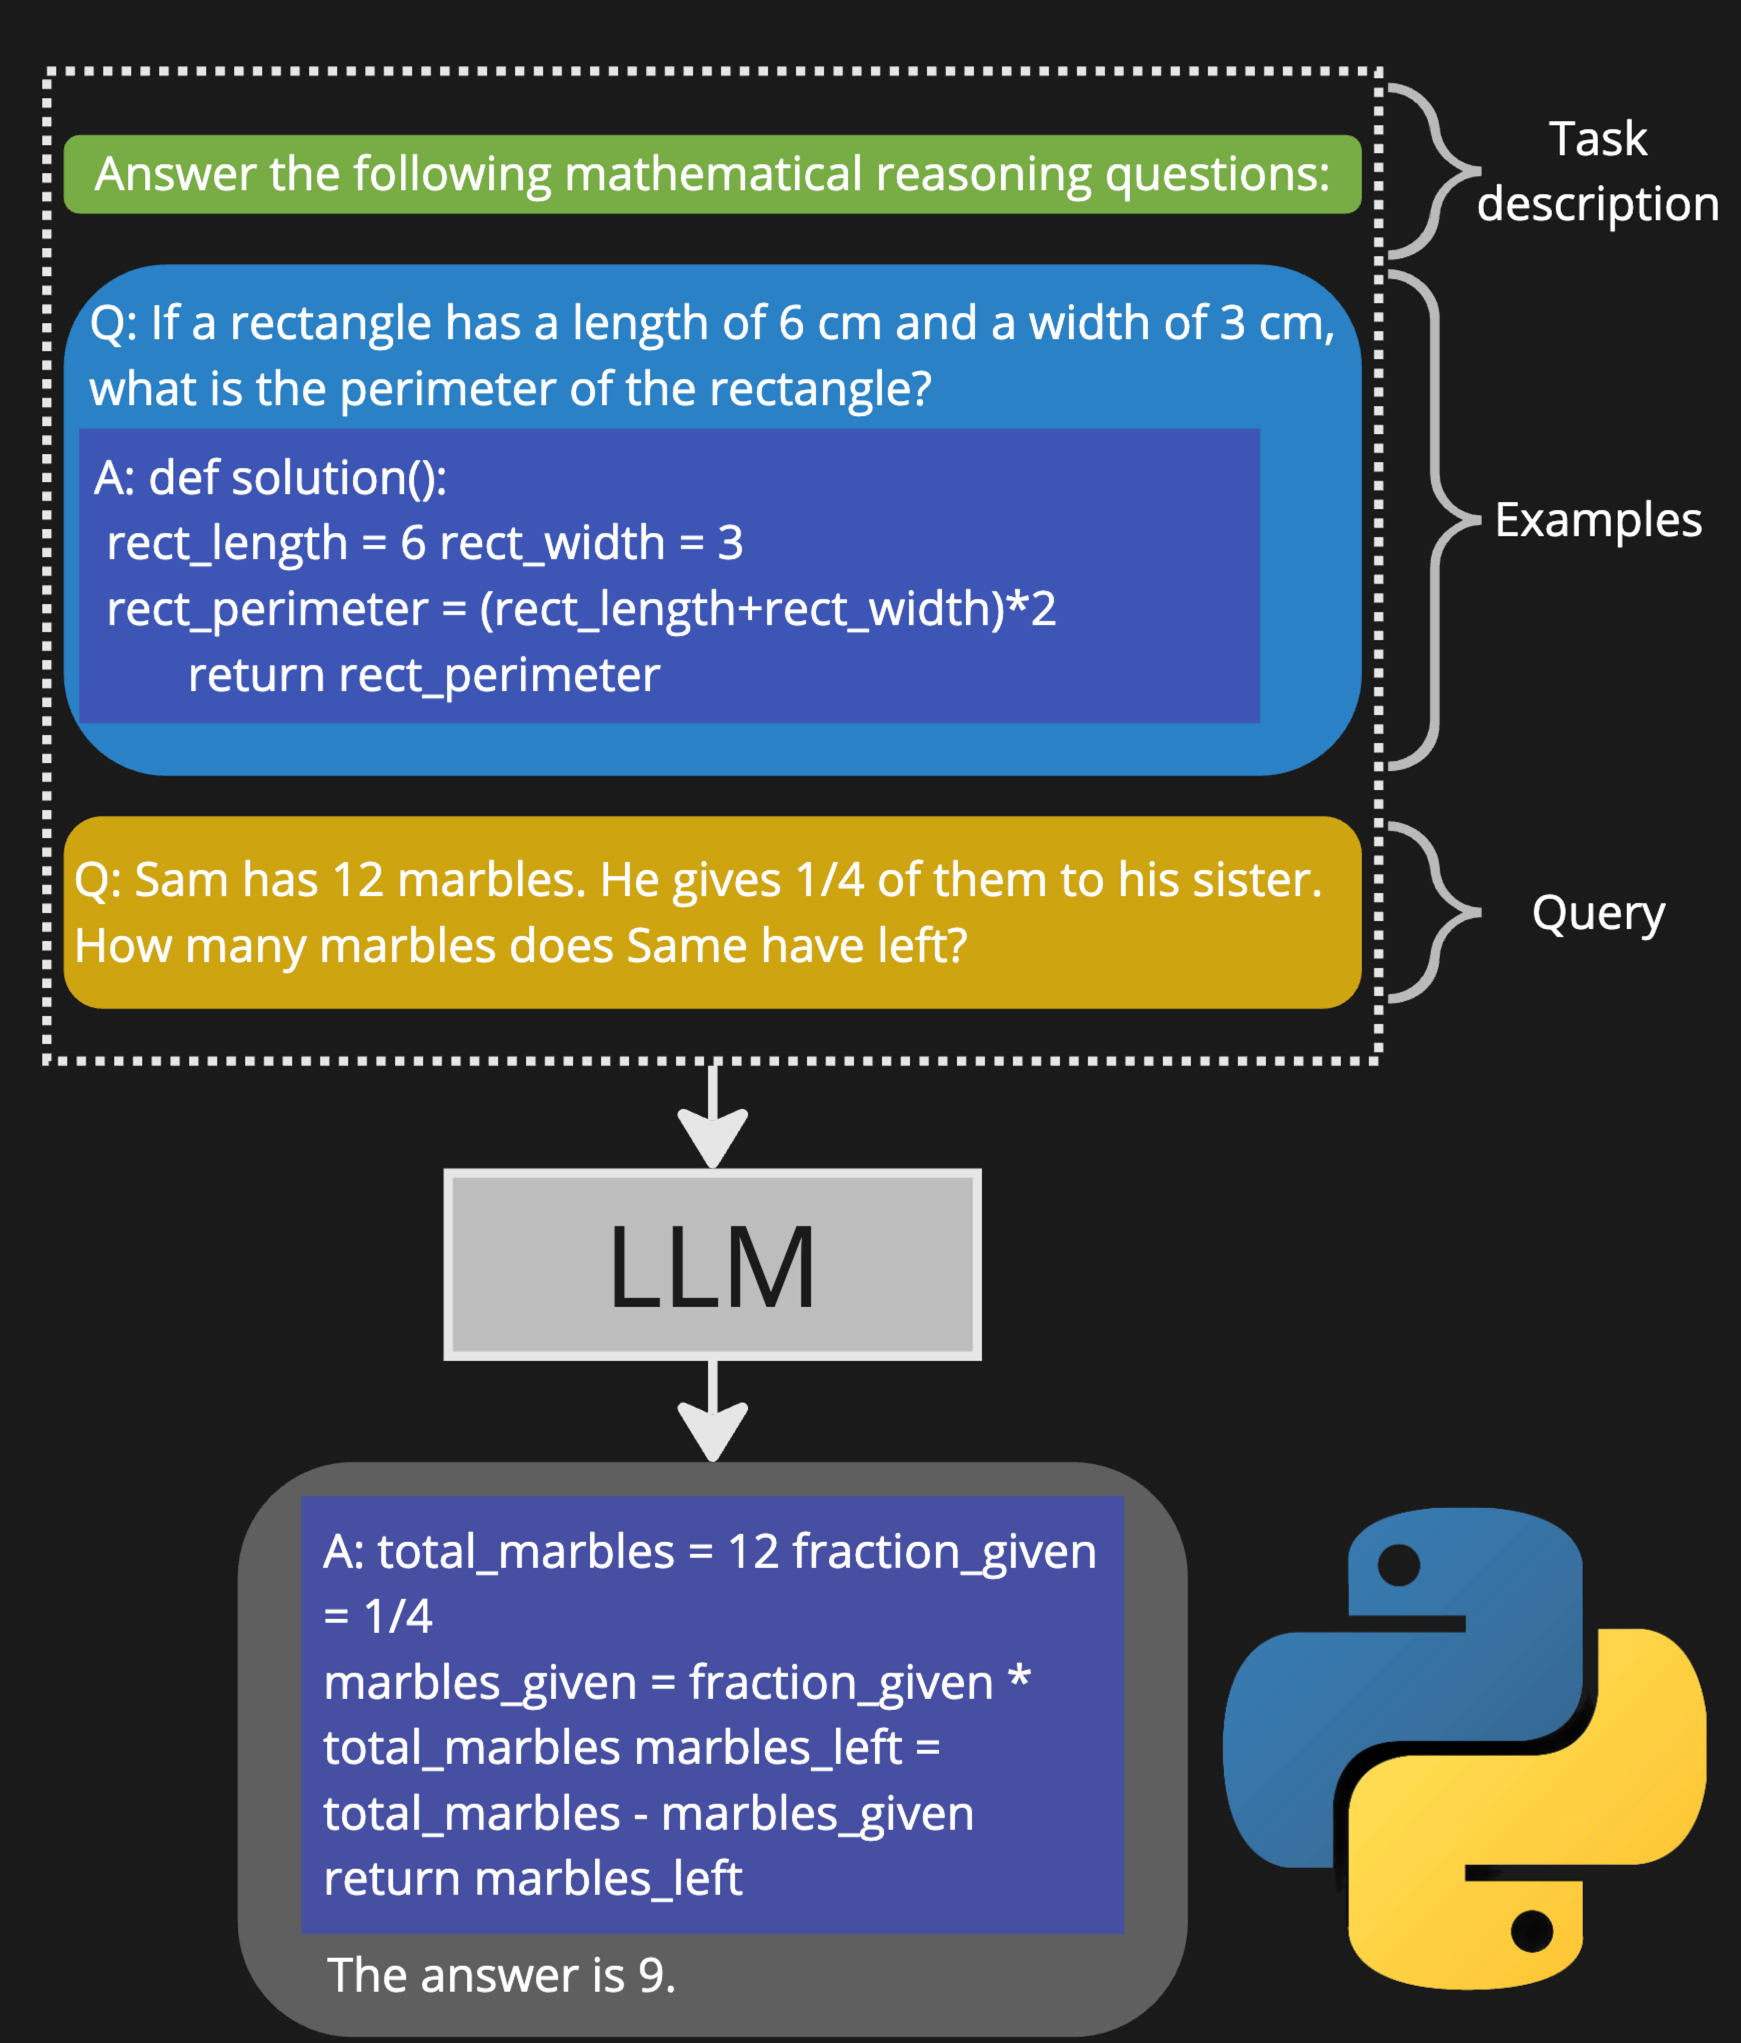 Answer the following mathematical reasoning questions:
Task
description
Q: If a rectangle has a length of 6 cm and a width of 3 cm,
what is the perimeter of the rectangle?
A: def solution():
rect_length = 6 rect_width = 3
rect_perimeter = (rect_length+rect_width)*2
return rect_perimeter
Examples
Q: Sam has 12 marbles. He gives 1/4 of them to his sister.
How many marbles does Same have left?
Query
LLM
A: total_marbles = 12 fraction_given
= 1/4
marbles_given = fraction_given *
total_marbles marbles_left =
total_marbles - marbles_given
return marbles_left
The answer is 9.